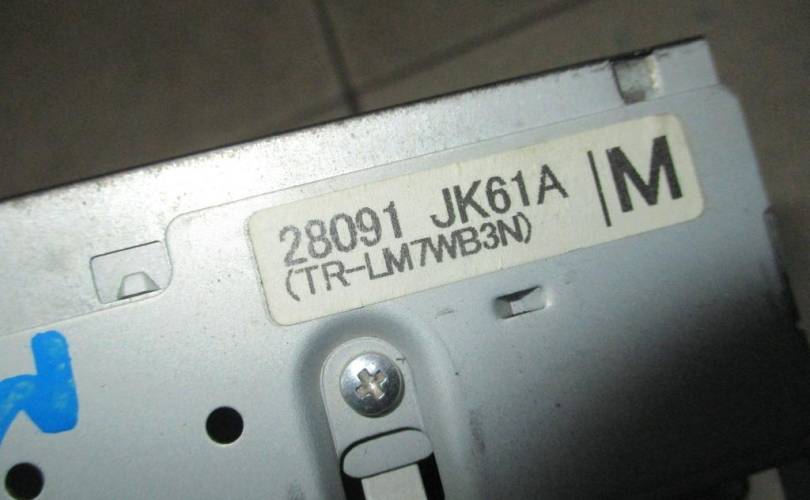 28091 JK61A |M
(TR-LM7WB3N)